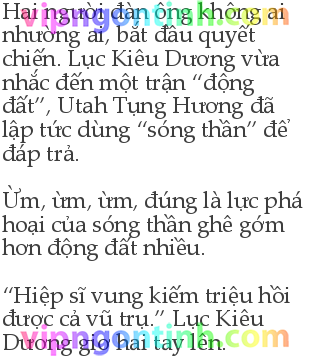 Hai người đàn ông không ai
nhường ai, bắt đầu quyết
chiến. Lục Kiêu Dương vừa
nhắc đến một trận “động
đất”, Utah Tụng Hương đã
lập tức dùng “sóng thần” để
đáp trả.
Ừm, ừm, ừm, đúng là lực phá
hoại của sóng thần ghê gớm
hơn động đất nhiều.
“Hiệp sĩ vung kiếm triệu hồi
được cả vũ trụ.” Lục Kiêu
Dương giơ hai tay lên.
vipngontinh.com
vipngontinh.com
vipngontinh.com